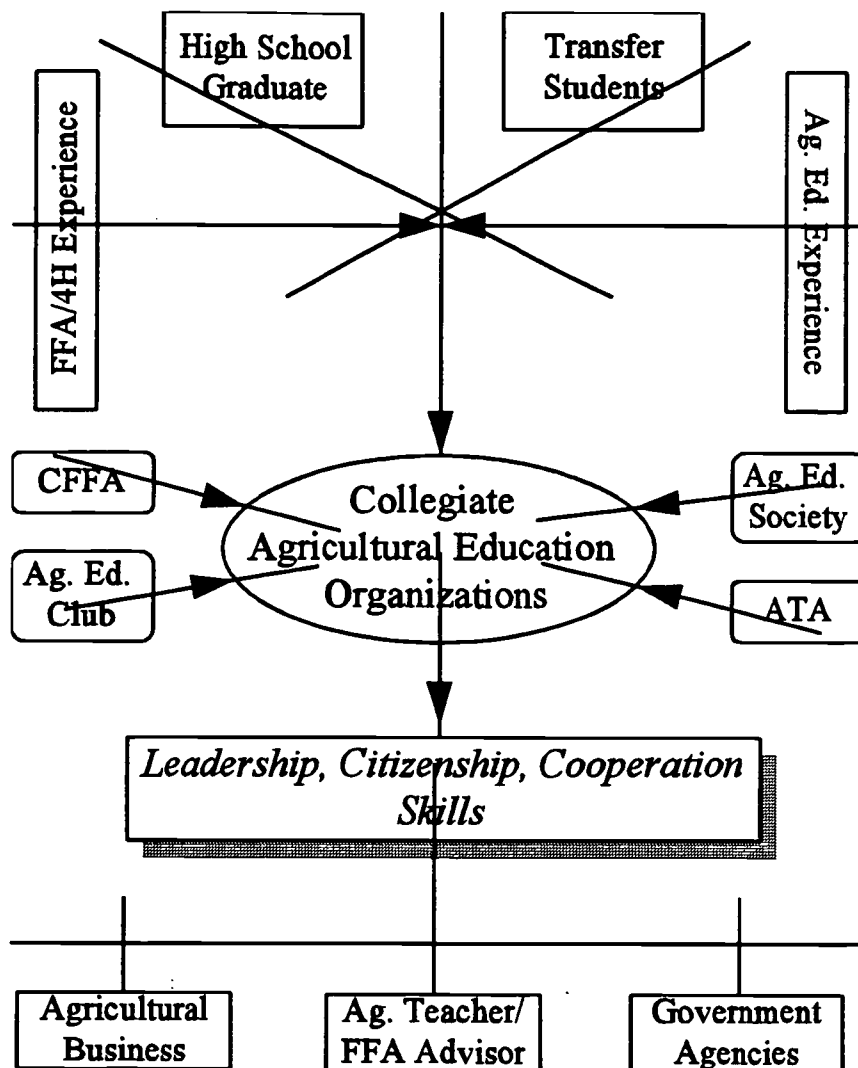 High School
Graduate
Transfer
Students
FFA/4H Experience
Ag. Ed. Experience
CFFA
Ag. Ed.
Club
Collegiate
Agricultural Education
Organizations
Ag. Ed.
Society
ATA
Leadership, Citizenship, Cooperation
Skills
Agricultural
Business
Ag. Teacher/
FFA Advisor
Government
Agencies